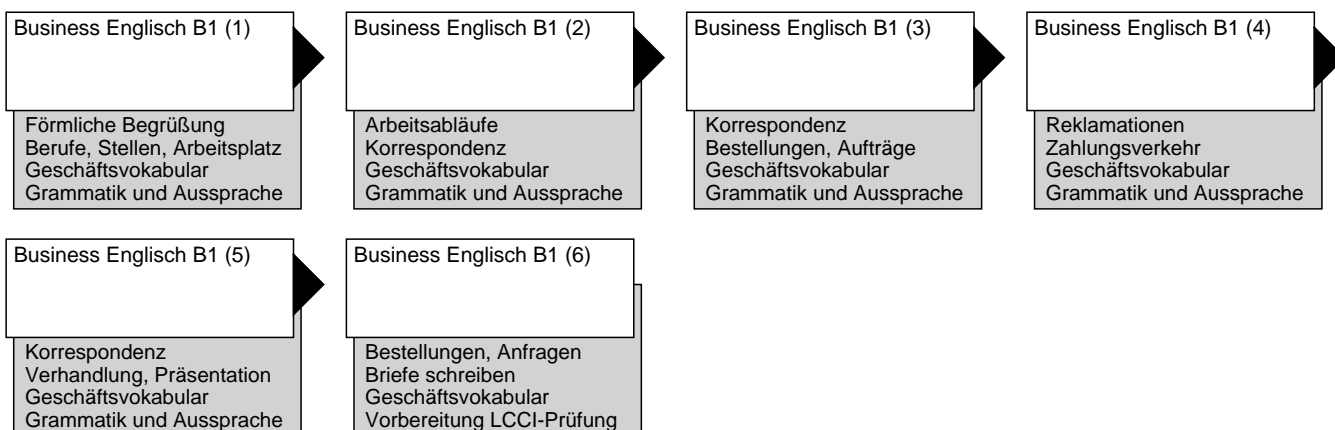 Business Englisch B1 (1)
Förmliche Begrüßung
Berufe, Stellen, Arbeitsplatz
Geschäftsvokabular
Grammatik und Aussprache
Business Englisch B1 (2)
Arbeitsabläufe
Korrespondenz
Geschäftsvokabular
Grammatik und Aussprache
Business Englisch B1 (3)
Korrespondenz
Bestellungen, Aufträge
Geschäftsvokabular
Grammatik und Aussprache
Business Englisch B1 (4)
Reklamationen
Zahlungsverkehr
Geschäftsvokabular
Grammatik und Aussprache
Business Englisch B1 (5)
Korrespondenz
Verhandlung, Präsentation
Geschäftsvokabular
Grammatik und Aussprache
Business Englisch B1 (6)
Bestellungen, Anfragen
Briefe schreiben
Geschäftsvokabular
Vorbereitung LCCI-Prüfung